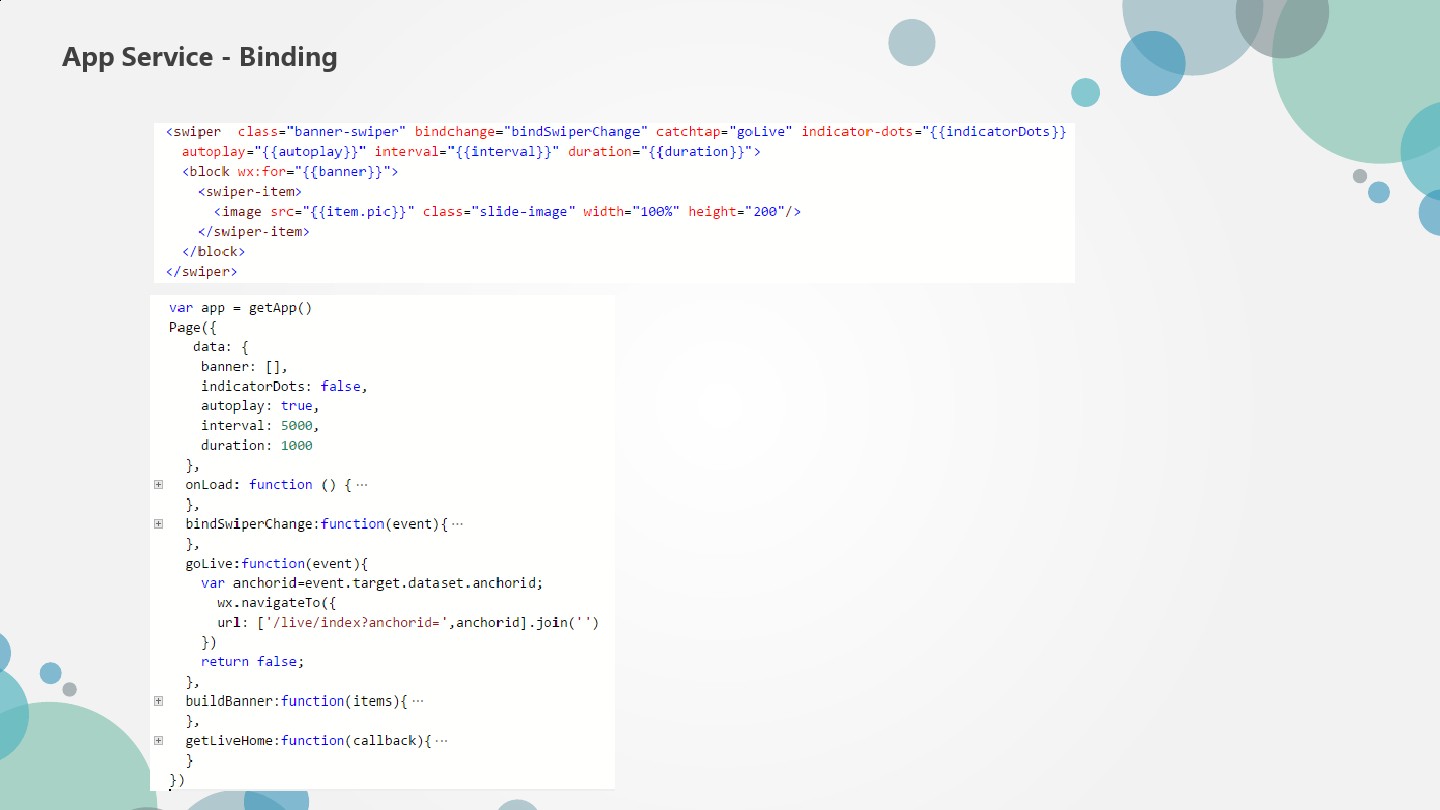 App Service - Binding
<swiper  class="banner-swiper" bindchange="bindSwiperChange" catchtap="goLive" indicator-dots="{{indicatorDots}}
  autoplay="{{autoplay}}" interval="{{interval}}" duration="{{duration}}">
  <block wx:for="{{banner}}">
    <swiper-item>
      <image src="{{item.pic}}" class="slide-image" width="100%" height="200"/>
    </swiper-item>
  </block>
</swiper>
var app = getApp()
Page({
   data: {
    banner: [],
    indicatorDots: false,
    autoplay: true,
    interval: 5000,
    duration: 1000
  },
  onLoad: function () { ...
  },
  bindSwiperChange:function(event){ ...
  },
  goLive:function(event){
    var anchorid=event.target.dataset.anchorid;
      wx.navigateTo({
      url: ['/live/index?anchorid=',anchorid].join('')
    })
    return false;
  },
  buildBanner:function(items){ ...
  },
  getLiveHome:function(callback){ ...
  }
})